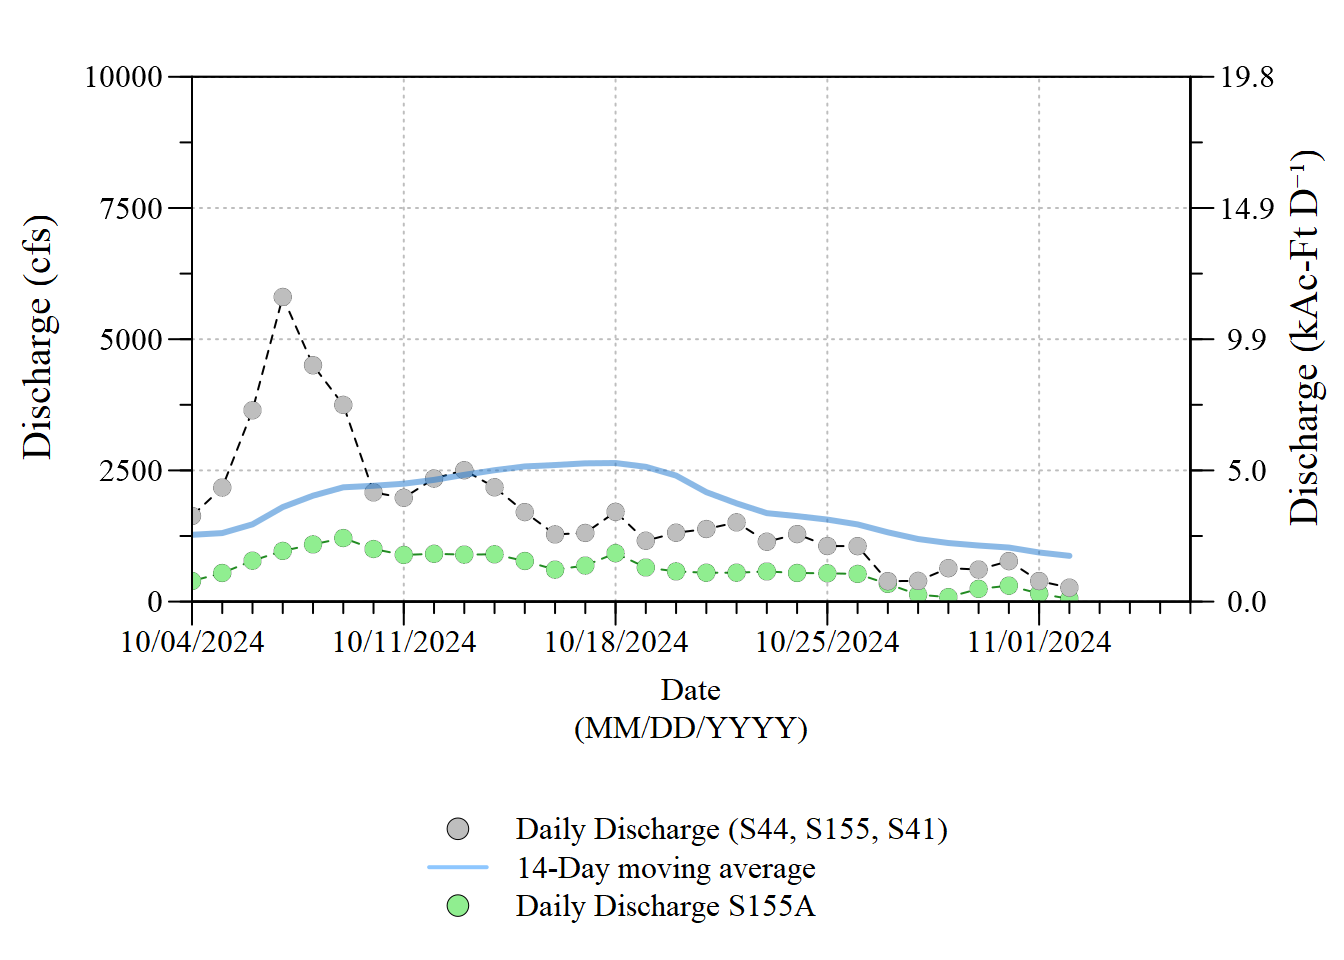 10000
7500
5000
2500
0
Discharge (cfs)
19.8
14.9
9.9
5.0
0.0
Discharge (kAc-Ft D⁻¹)
10/04/2024 10/11/2024 10/18/2024 10/25/2024 11/01/2024
Date
(MM/DD/YYYY)
Daily Discharge (S44, S155, S41)
14-Day moving average
Daily Discharge S155A